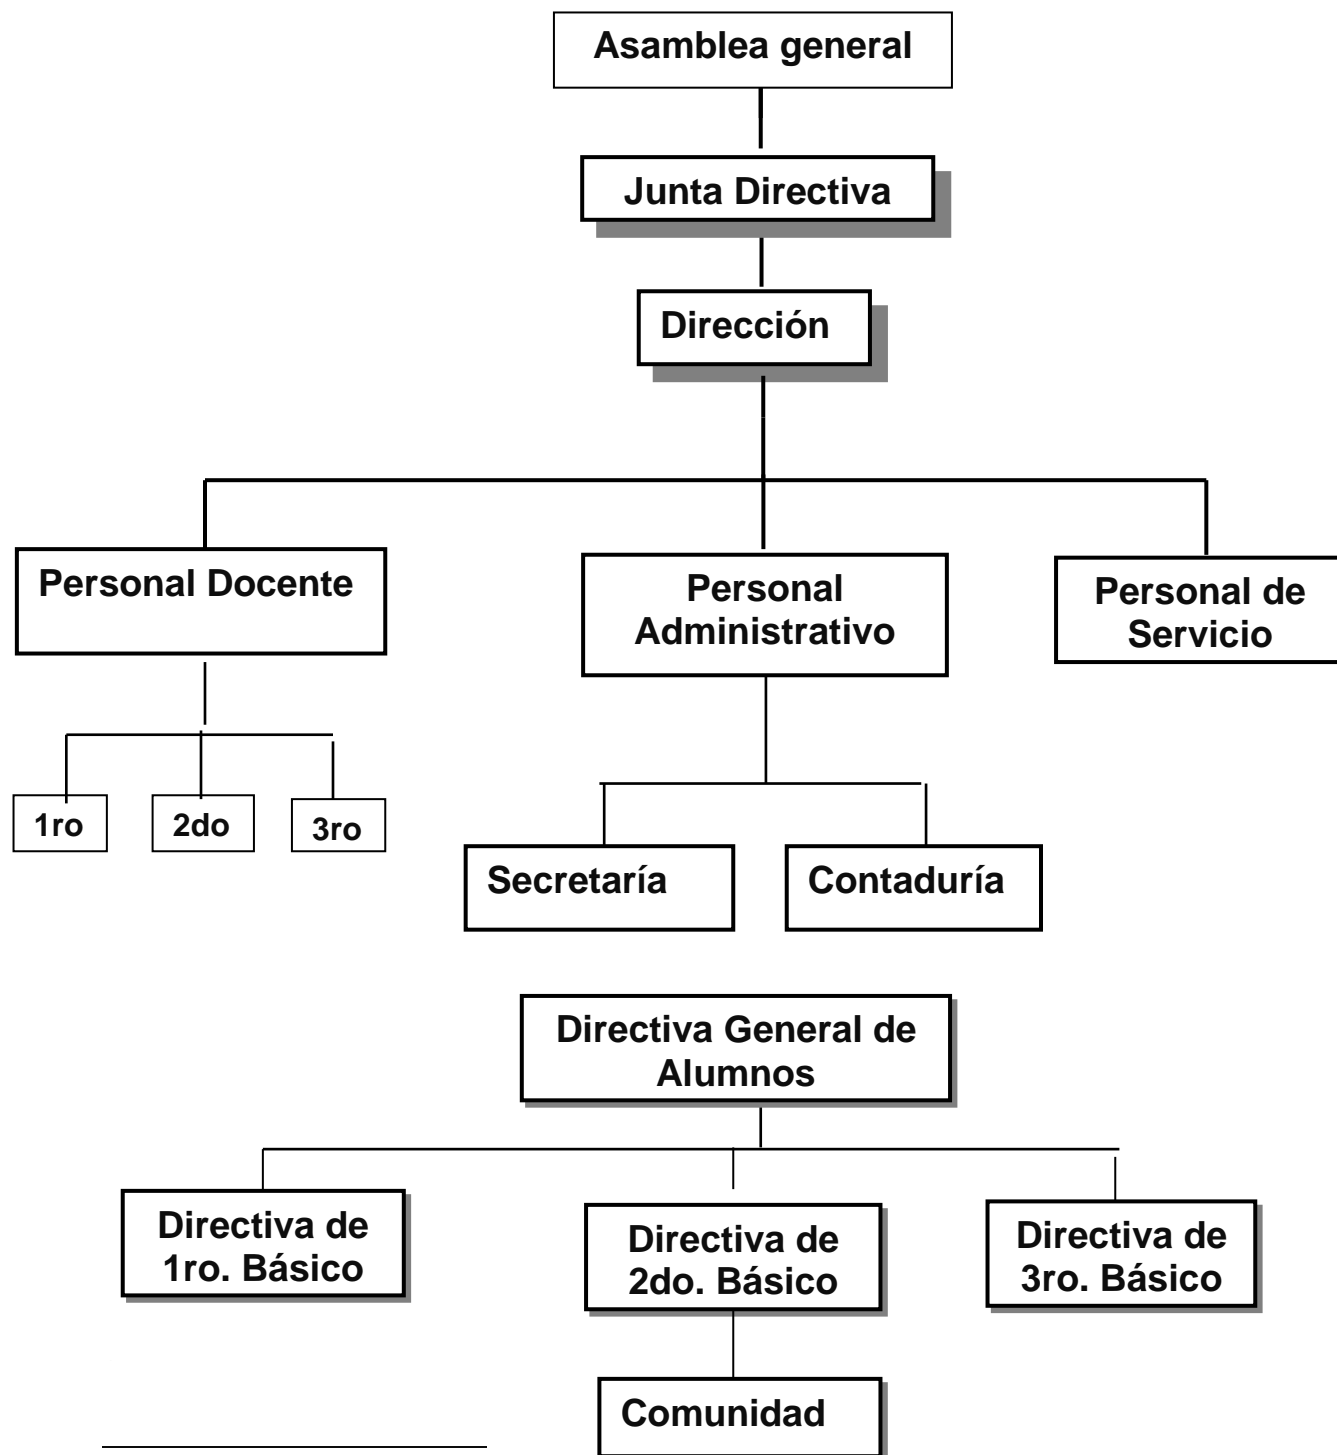 Asamblea general
Junta Directiva
Dirección
Personal Docente
Personal
Administrativo
Personal de
Servicio
1ro
2do
3ro
Secretaría
Contaduría
Directiva General de
Alumnos
Directiva de
1ro. Básico
Directiva de
2do. Básico
Directiva de
3ro. Básico
Comunidad